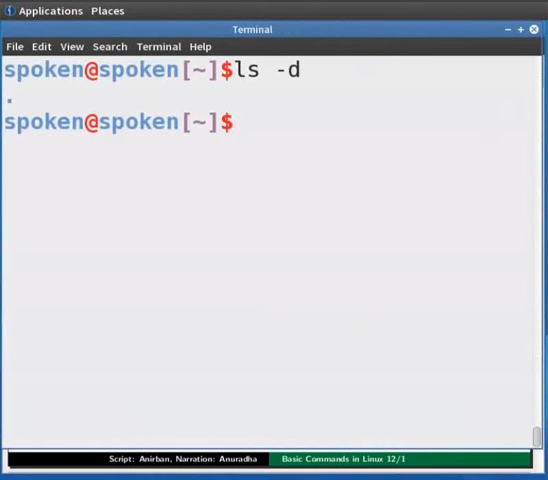 Applications Places
Terminal
File Edit View Search Terminal Help
spoken@spoken[~]$ls -d
.
spoken@spoken[~]$
Script: Anirban, Narration: Anuradha Basic Commands in Linux 12/1